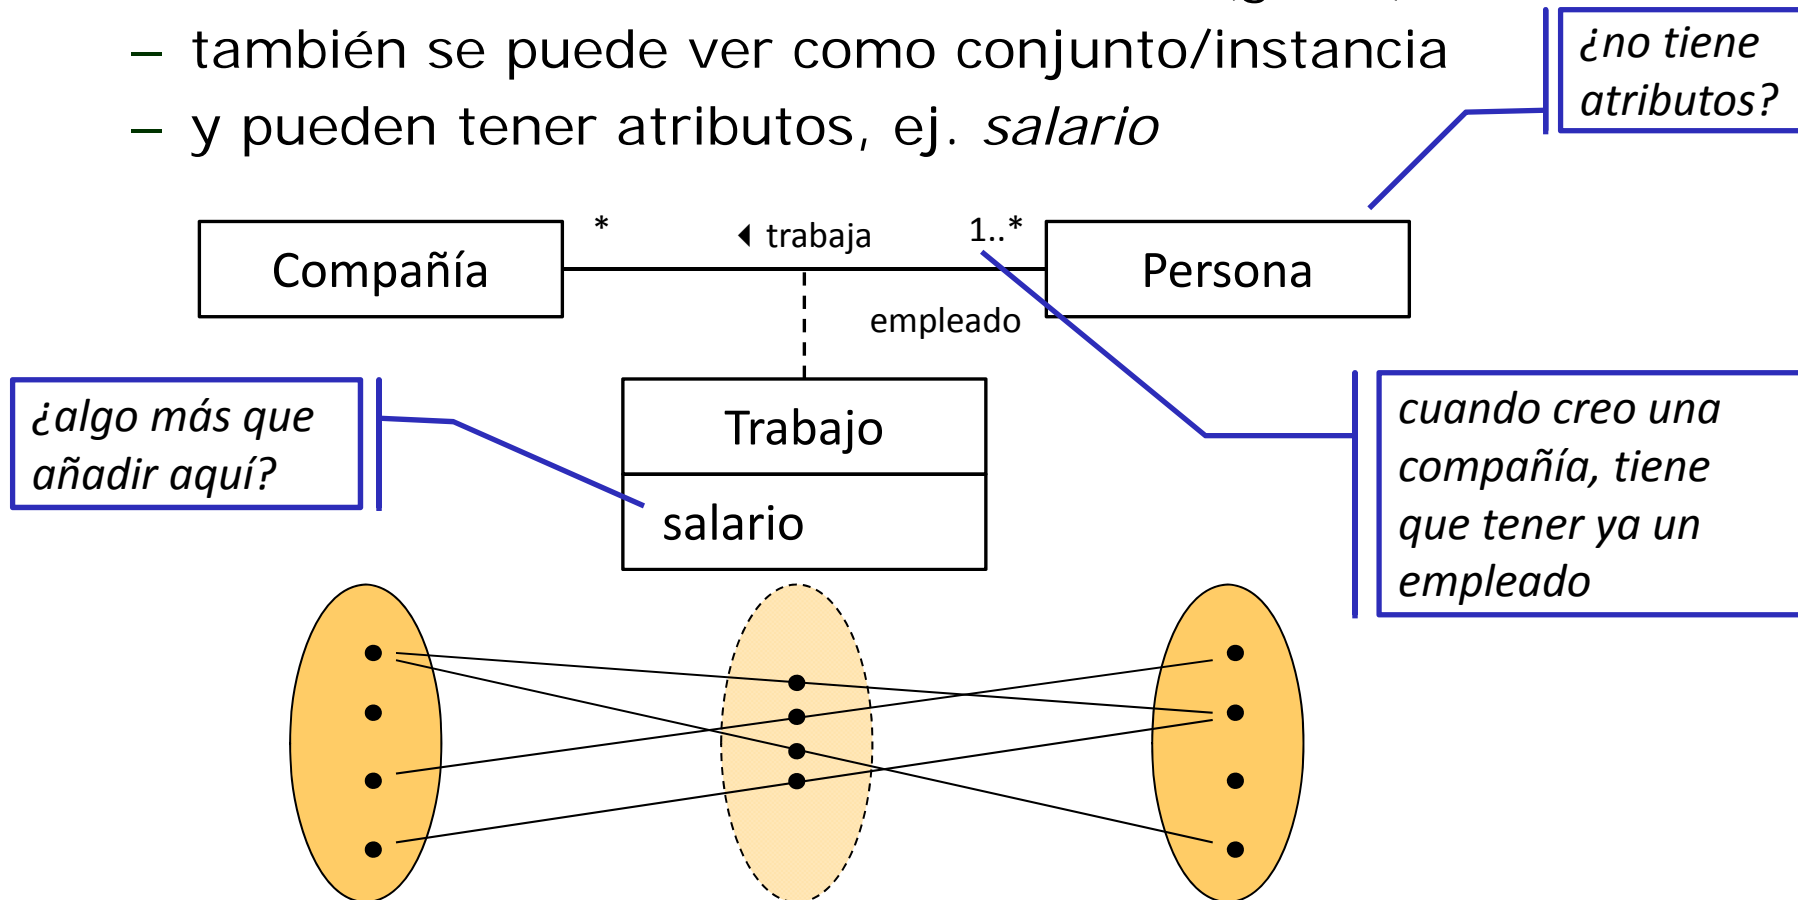 – también se puede ver como conjunto/instancia
– y pueden tener atributos, ej. salario
¿no tiene
atributos?
* ◀ trabaja 1..*
Compañía
Persona
empleado
¿algo más que
añadir aquí?
Trabajo
salario
cuando creo una
compañía, tiene
que tener ya un
empleado